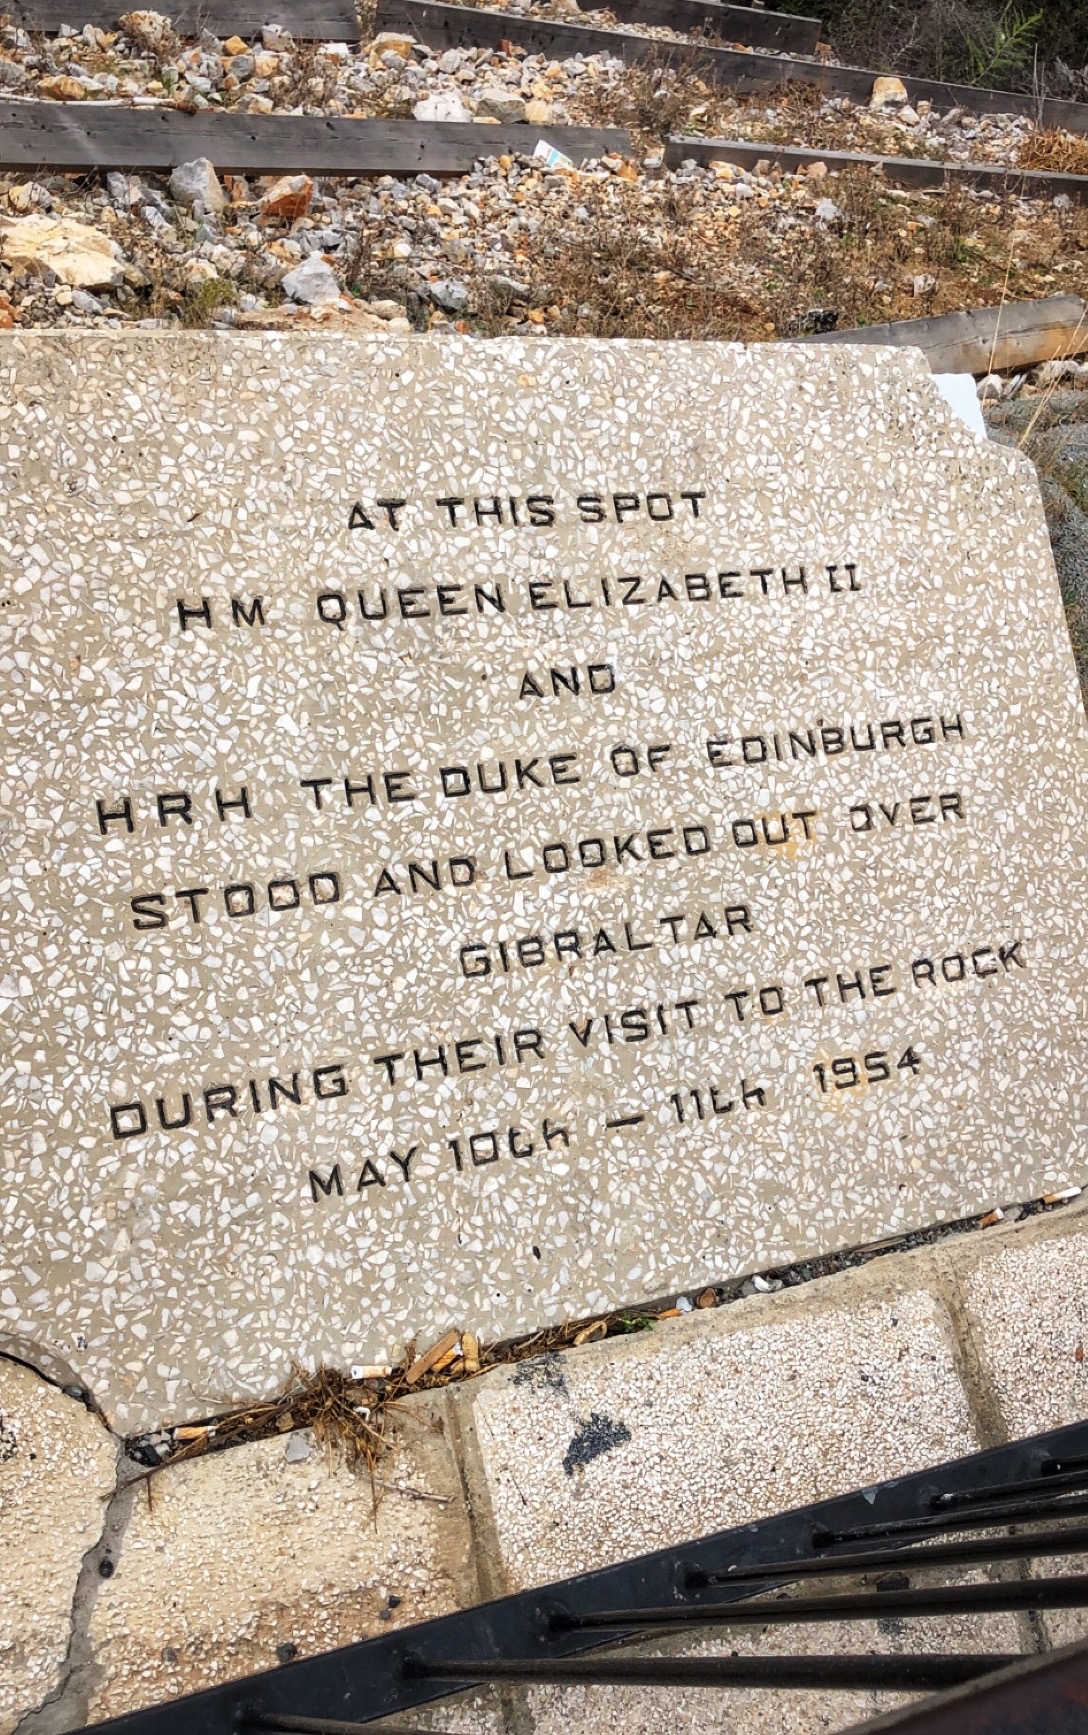 AT THIS SPOT
H M QUEEN ELIZABETH II
AND
H R H THE DUKE OF EDINBURGH
STOOD AND LOOKED OUT OVER
GIBRALTAR
DURING THEIR VISIT TO THE ROCK
MAY 10th — 11th 1954